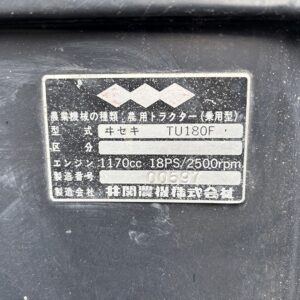 農業機械の種類 農用トラクター(乗用型)
型式 ヰセキ TU180F
区分
エンジン 1170cc 18PS/2500rpm
製造番号 00597
製造会社 井関農機株式会社